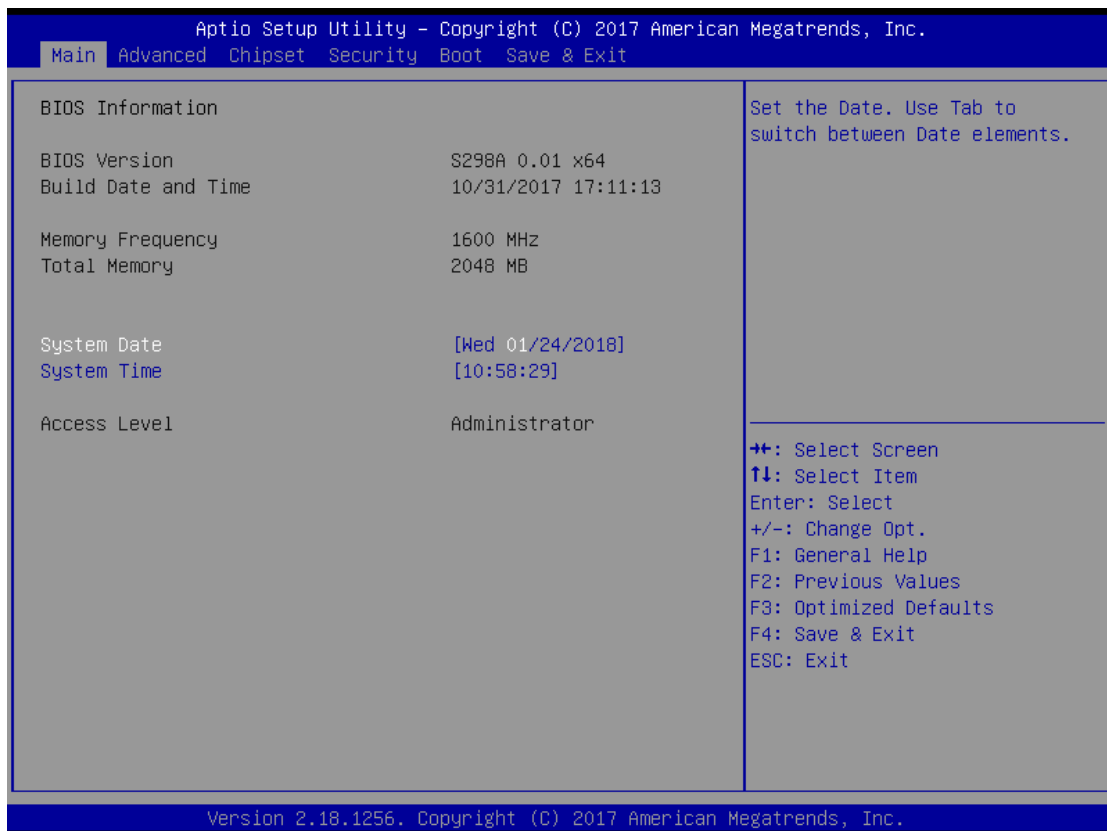 Aptio Setup Utility – Copyright (C) 2017 American Megatrends, Inc.
Main Advanced Chipset Security Boot Save & Exit
BIOS Information
BIOS Version S298A 0.01 x64
Build Date and Time 10/31/2017 17:11:13
Memory Frequency 1600 MHz
Total Memory 2048 MB
System Date [Wed 01/24/2018]
System Time [10:58:29]
Access Level Administrator
Set the Date. Use Tab to
switch between Date elements.
→←: Select Screen
↑↓: Select Item
Enter: Select
+/-: Change Opt.
F1: General Help
F2: Previous Values
F3: Optimized Defaults
F4: Save & Exit
ESC: Exit
Version 2.18.1256. Copyright (C) 2017 American Megatrends, Inc.